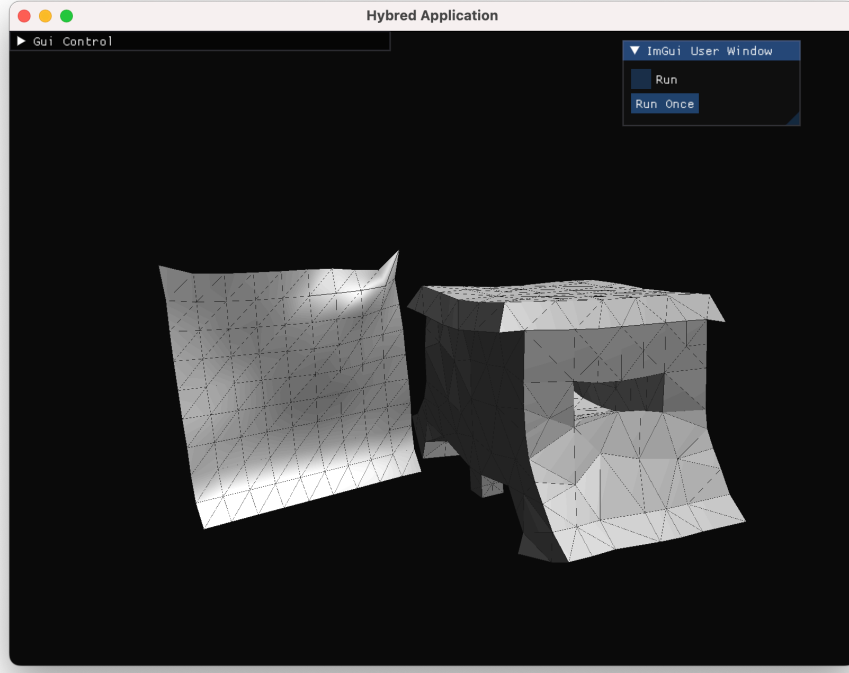 Hybred Application
Gui Control
ImGui User Window
Run
Run Once